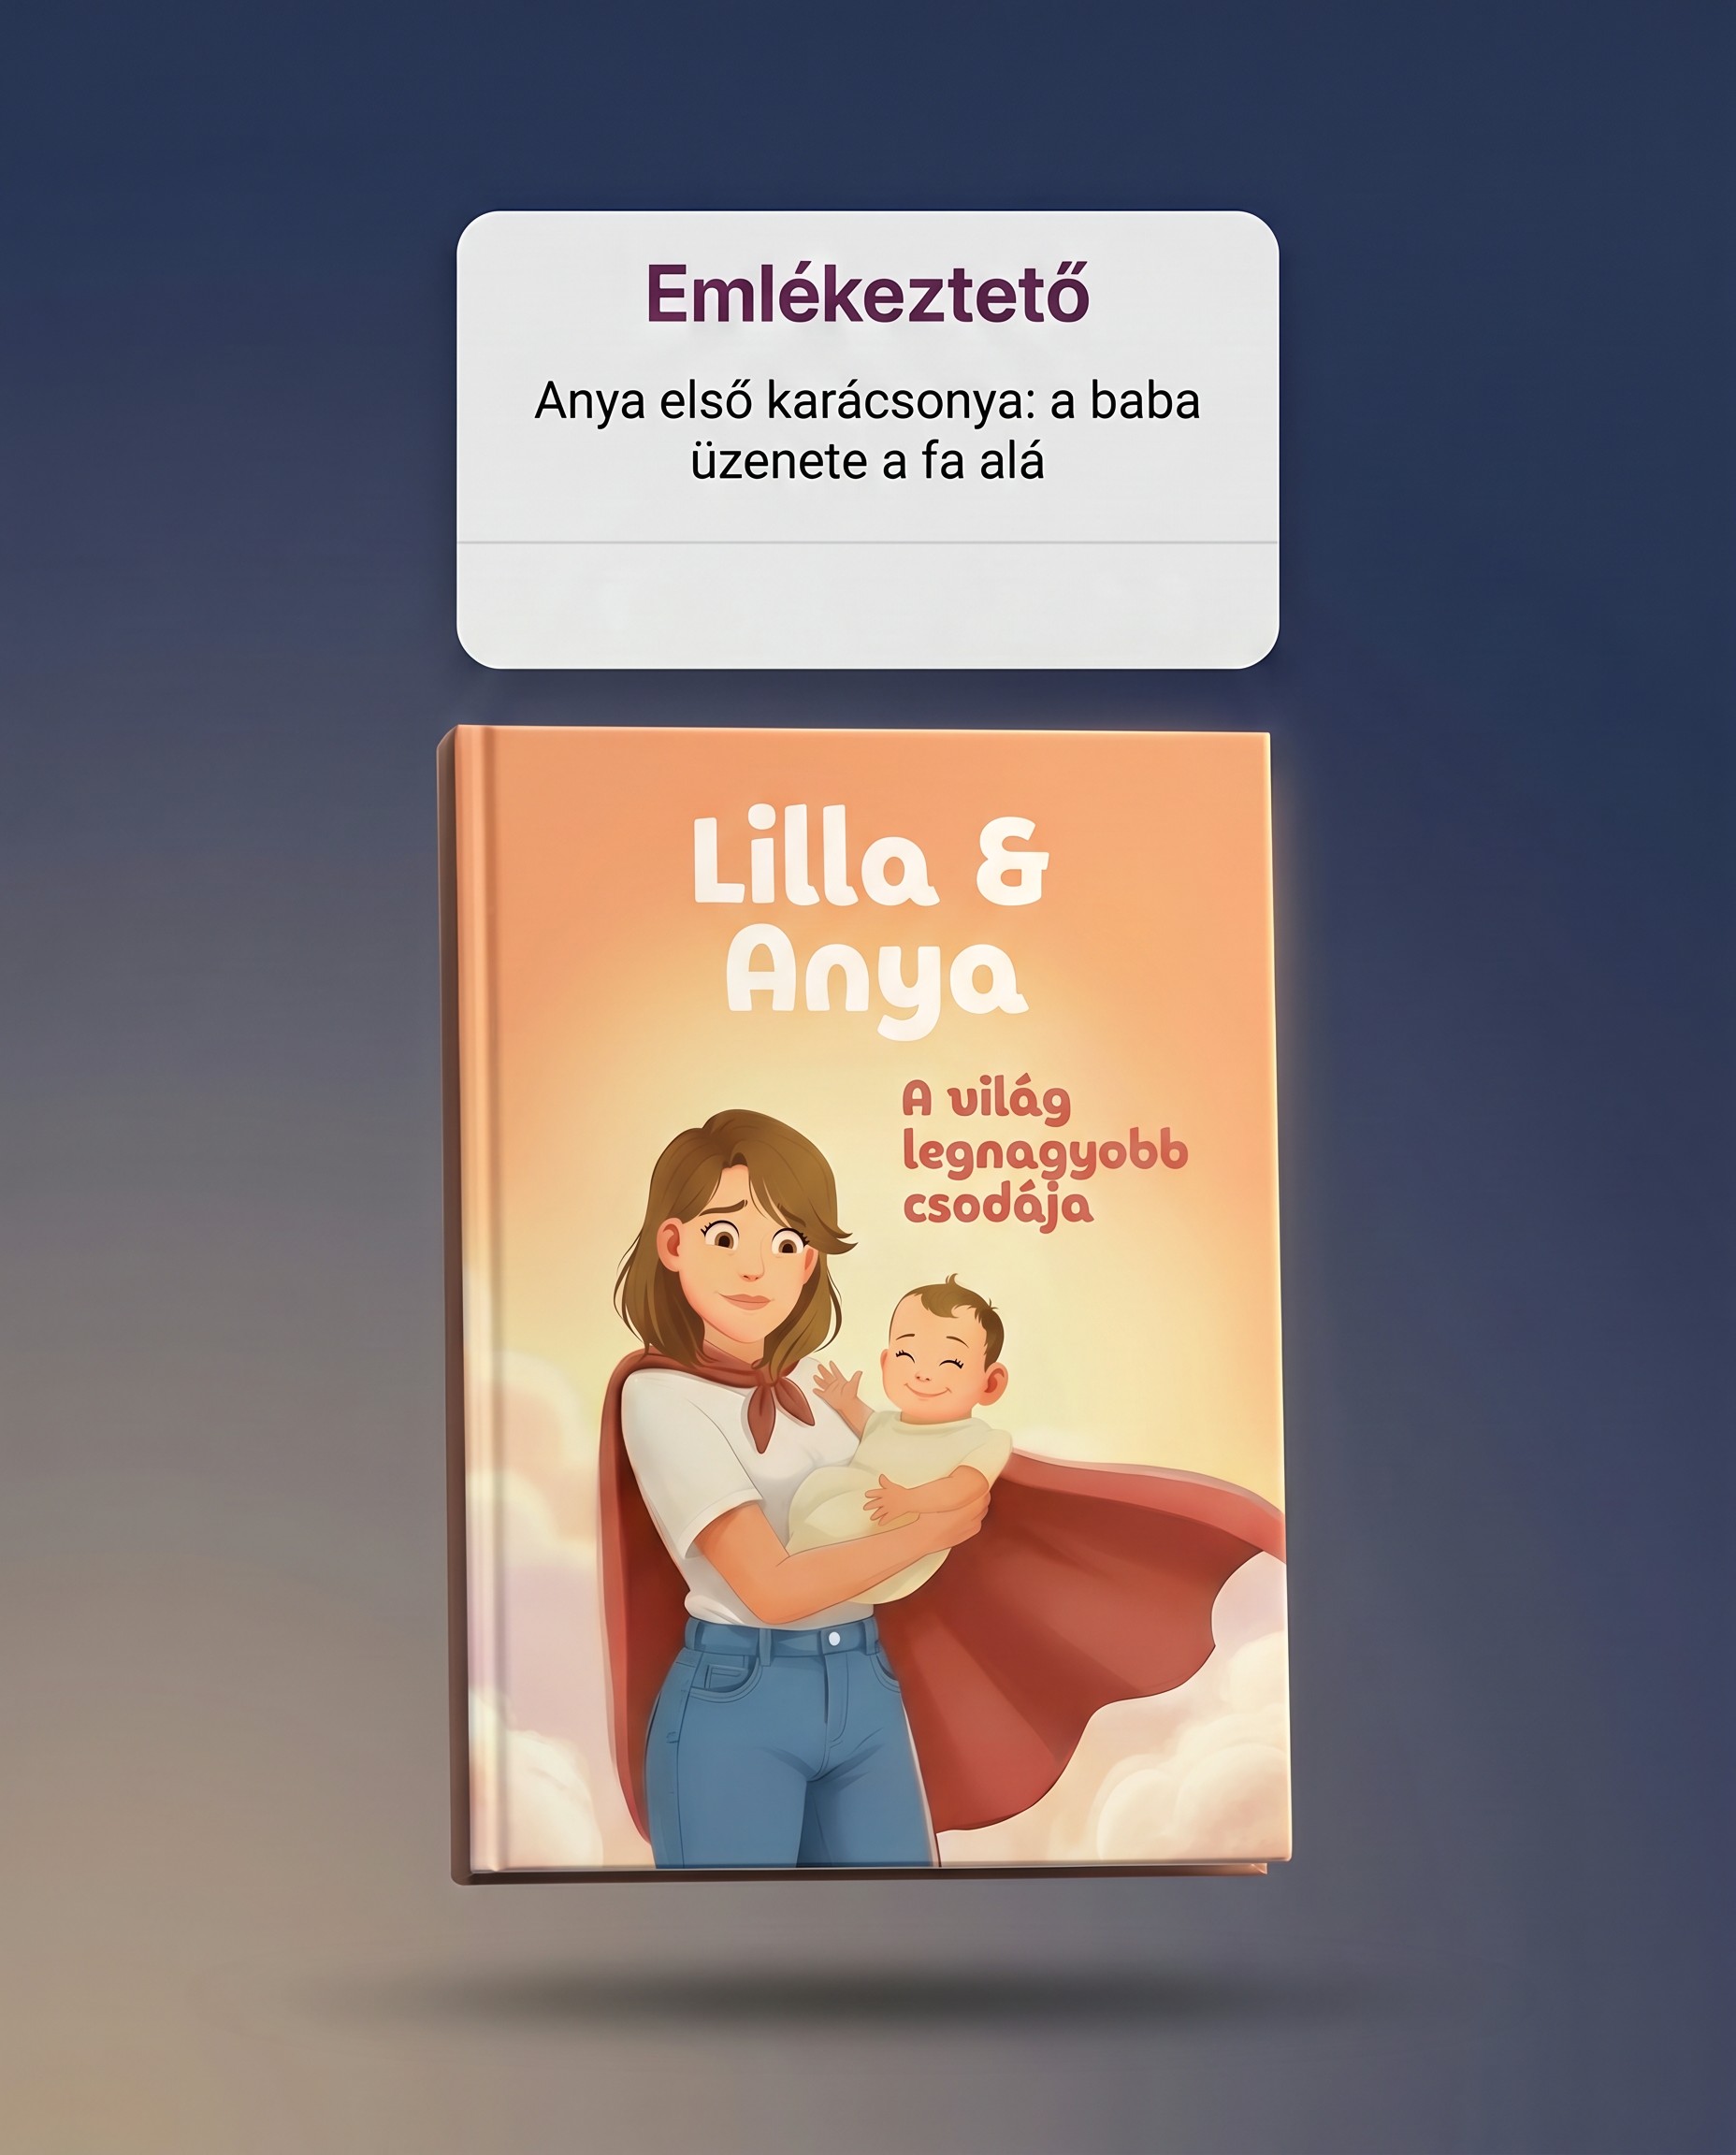 Emlékeztető
Anya első karácsonya: a baba
üzenete a fa alá
Lilla &
Anya
A világ
legnagyobb
csodája